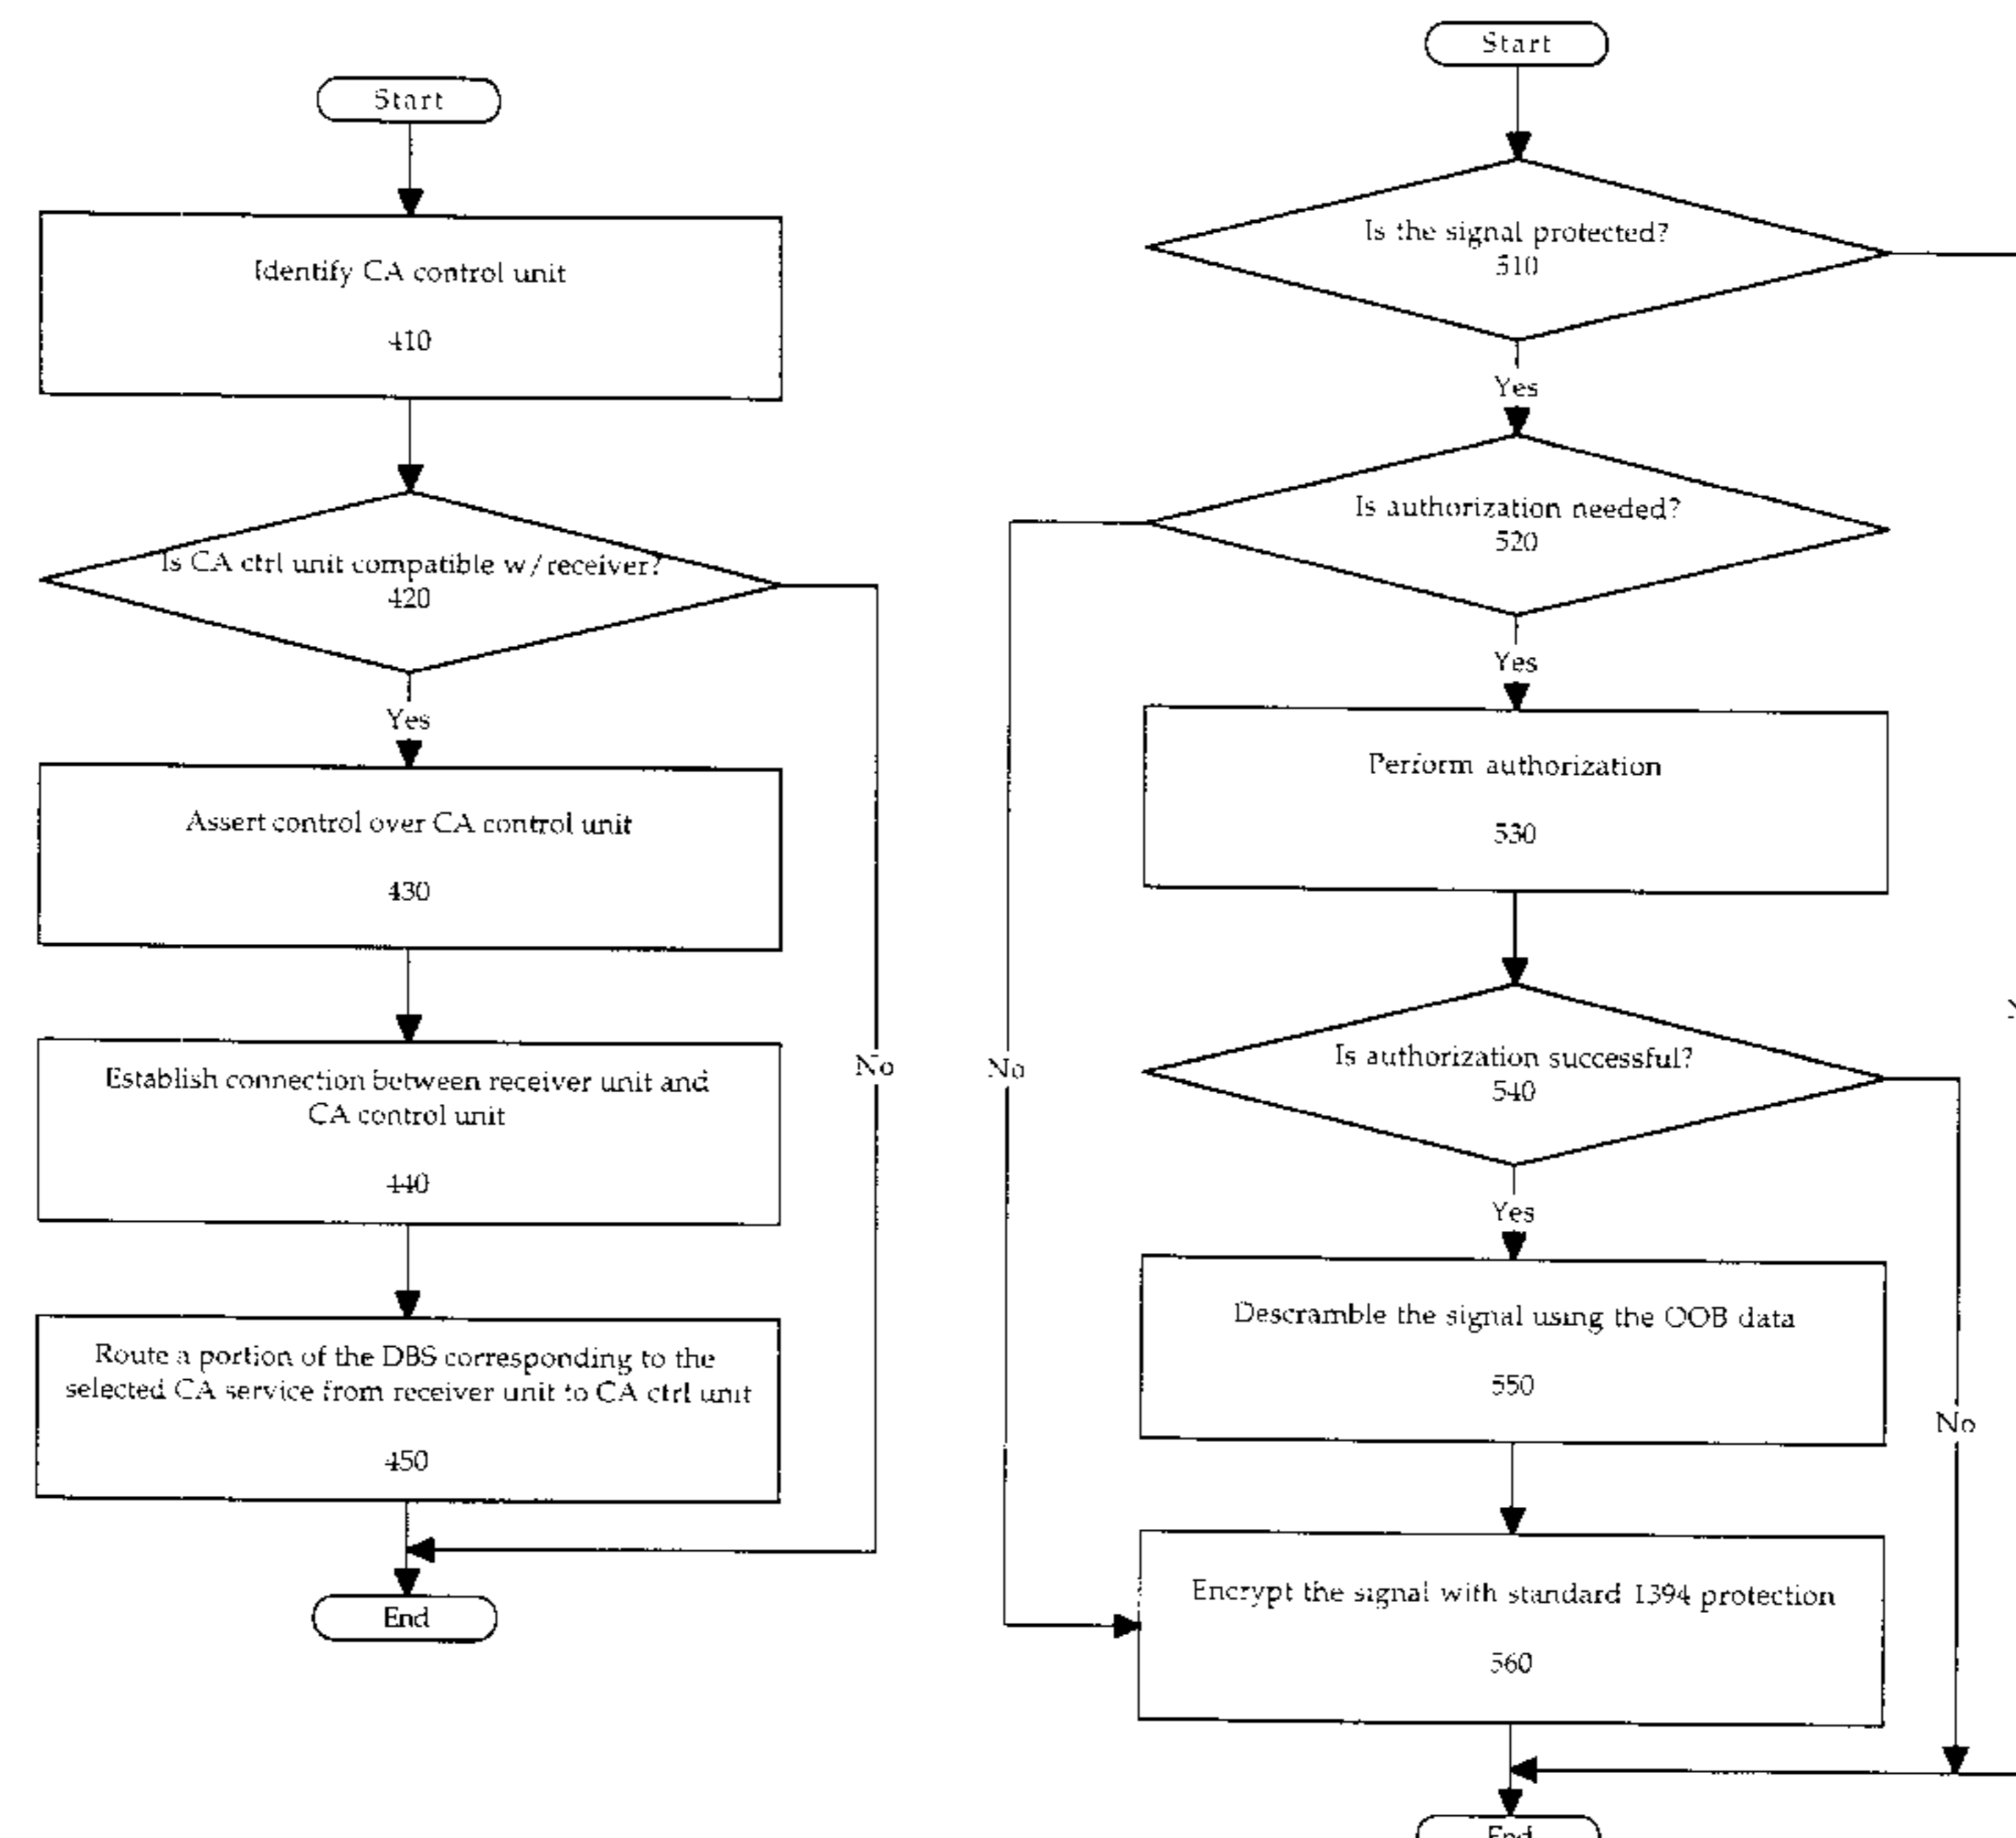 Start
Identify CA control unit
410
Is CA ctrl unit compatible w/receiver?
420
Yes
No
Assert control over CA control unit
430
Establish connection between receiver unit and
CA control unit
440
Route a portion of the DBS corresponding to the
selected CA service from receiver unit to CA ctrl unit
450
End
Start
Is the signal protected?
510
Yes
Is authorization needed?
520
Yes
No
Perform authorization
530
Is authorization successful?
540
Yes
No
Descramble the signal using the OOB data
550
Encrypt the signal with standard 1394 protection
560
End